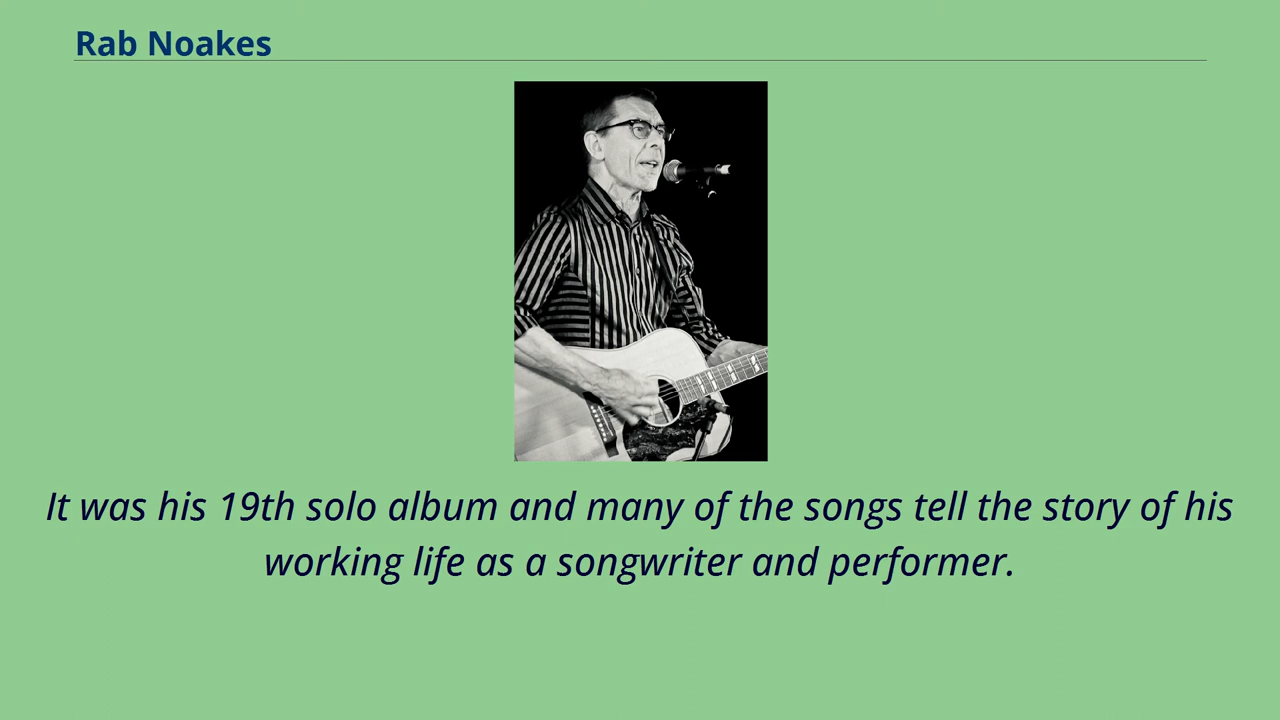 Rab Noakes
It was his 19th solo album and many of the songs tell the story of his
working life as a songwriter and performer.